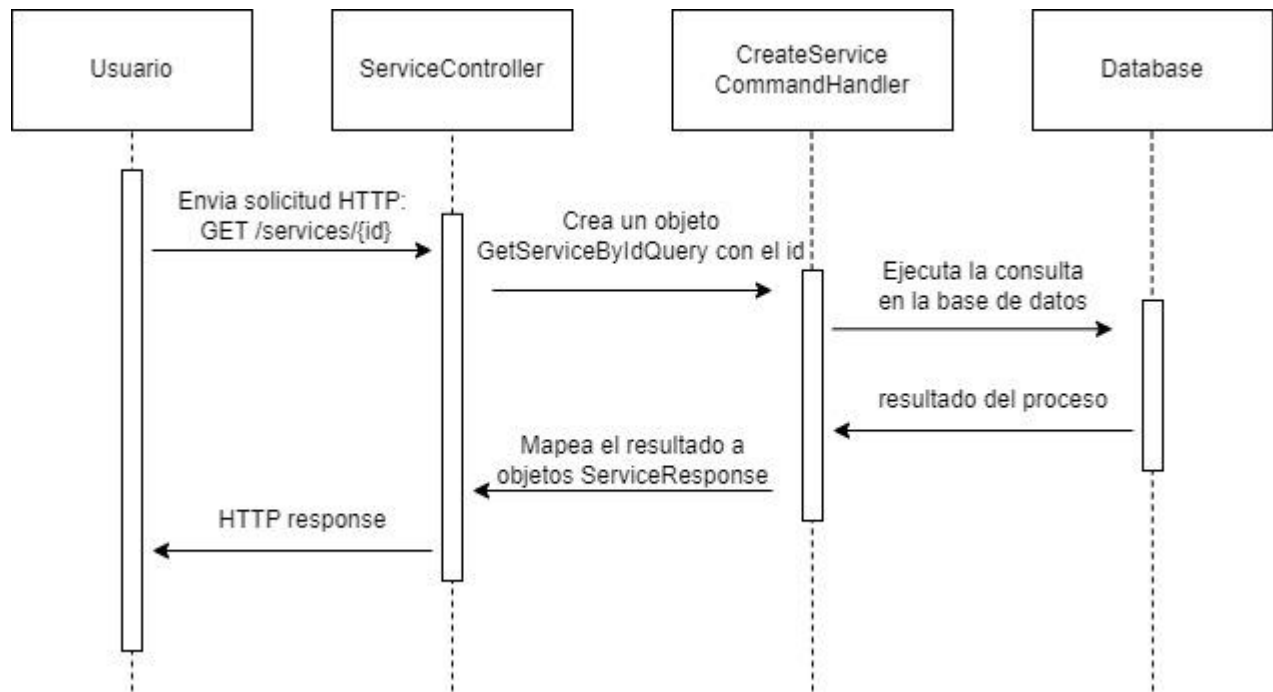 Usuario
ServiceController
CreateService
CommandHandler
Database
Envia solicitud HTTP:
GET /services/{id}
Crea un objeto
GetServiceByIdQuery con el id
Ejecuta la consulta
en la base de datos
resultado del proceso
Mapea el resultado a
objetos ServiceResponse
HTTP response